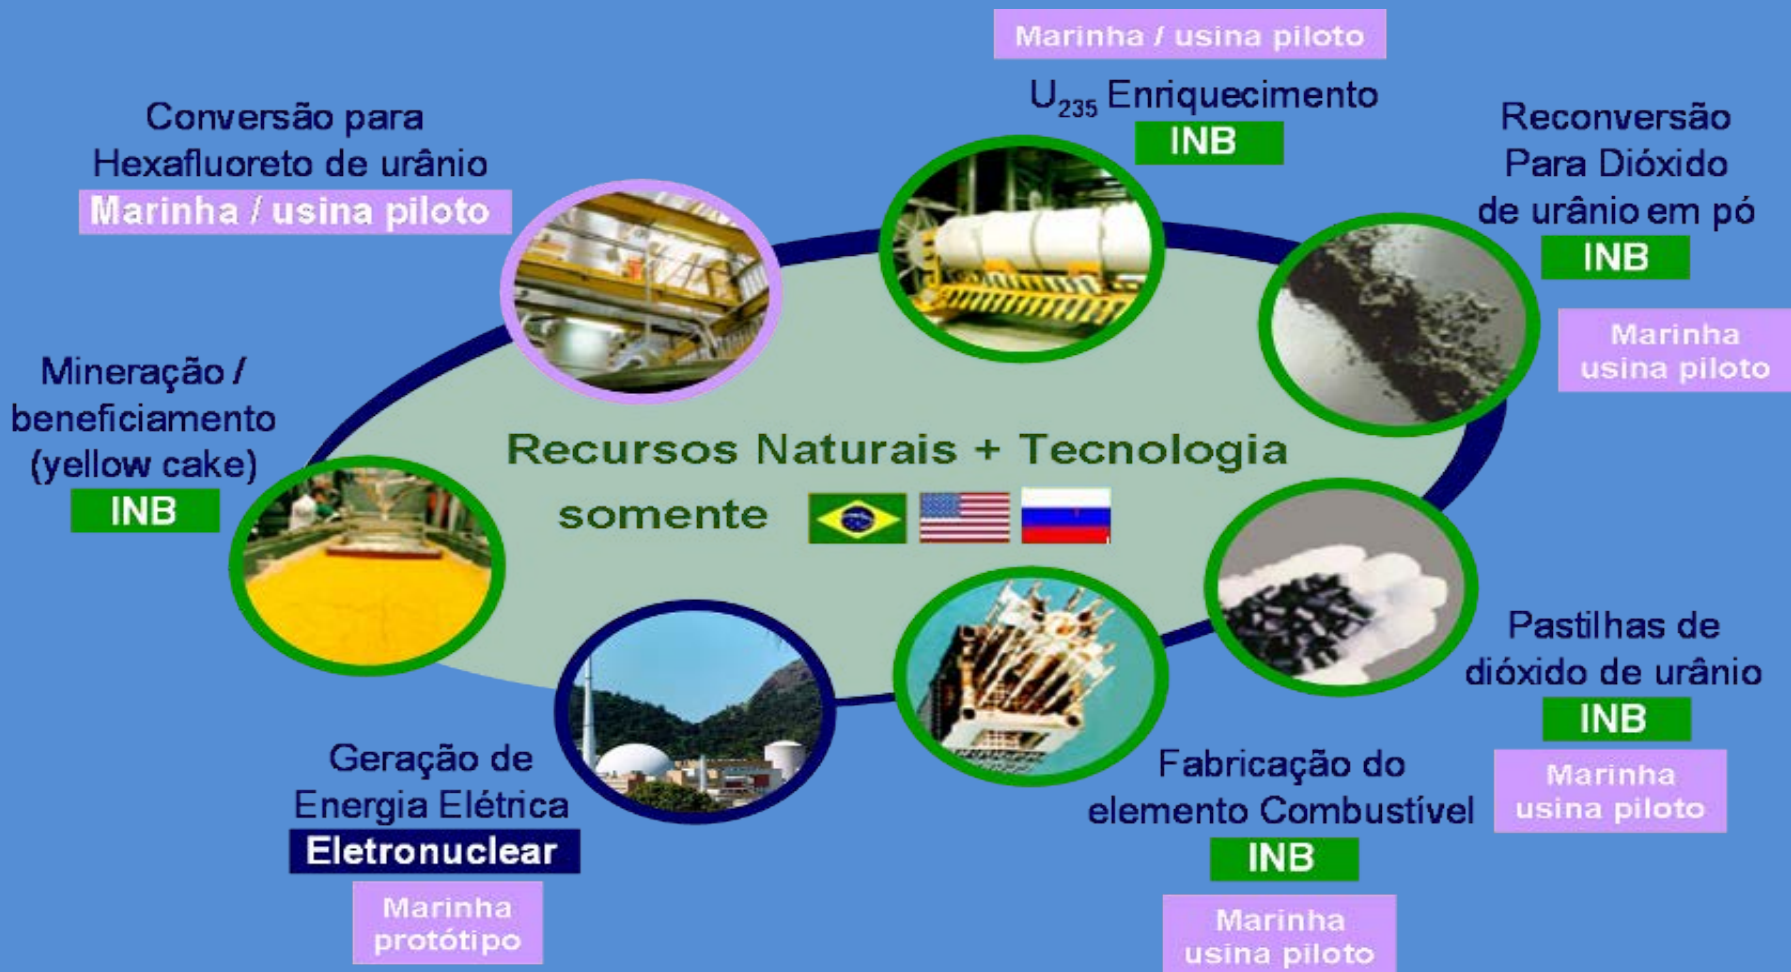 Marinha / usina piloto
U₂₃₅ Enriquecimento
INB
Conversão para
Hexafluoreto de urânio
Marinha / usina piloto
Reconversão
Para Dióxido
de urânio em pó
INB
Marinha
usina piloto
Mineração /
beneficiamento
(yellow cake)
INB
Recursos Naturais + Tecnologia
somente
Pastilhas de
dióxido de urânio
INB
Marinha
usina piloto
Fabricação do
elemento Combustível
INB
Marinha
usina piloto
Geração de
Energia Elétrica
Eletronuclear
Marinha
protótipo